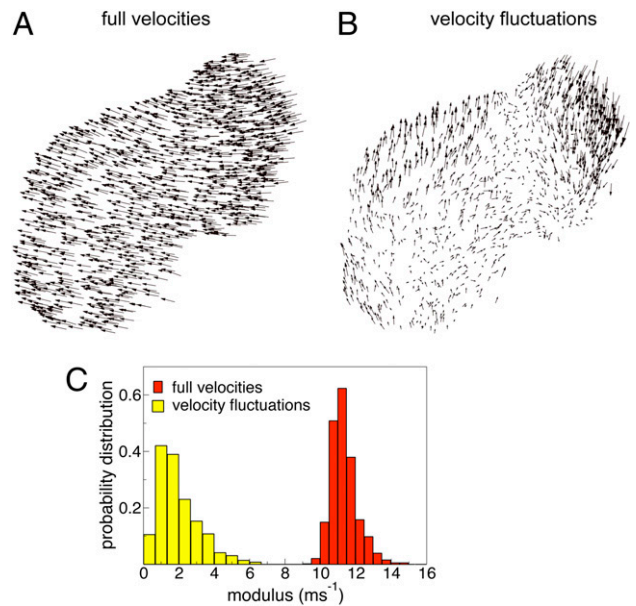 A full velocities
B velocity fluctuations
C
full velocities
velocity fluctuations
probability distribution
0.6
0.4
0.2
0 2 4 6 8 10 12 14 16
modulus (ms⁻¹)